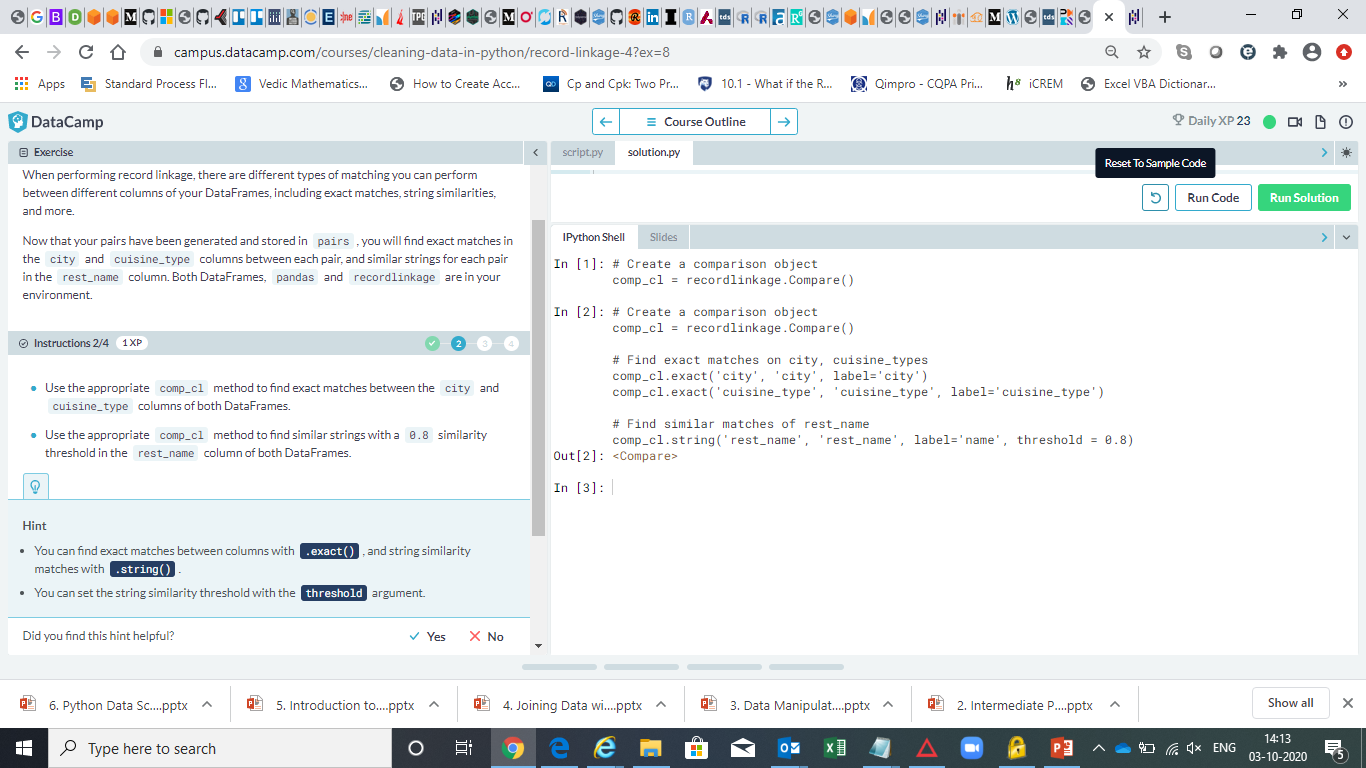 campus.datacamp.com/courses/cleaning-data-in-python/record-linkage-4?ex=8
Apps
Standard Process Fl...
Vedic Mathematics...
How to Create Acc...
Cp and Cpk: Two Pr...
10.1 - What if the R...
Qimpro - CQPA Pri...
iCREM
Excel VBA Dictionar...
DataCamp
Course Outline
Daily XP 23
Exercise
script.py
solution.py
Reset To Sample Code
When performing record linkage, there are different types of matching you can perform
between different columns of your DataFrames, including exact matches, string similarities,
and more.
Run Code
Run Solution
Now that your pairs have been generated and stored in pairs , you will find exact matches in
the city and cuisine_type columns between each pair, and similar strings for each pair
in the rest_name column. Both DataFrames, pandas and recordlinkage are in your
environment.
Instructions 2/4 1 XP
2
3
4
Use the appropriate comp_cl method to find exact matches between the city and
cuisine_type columns of both DataFrames.
Use the appropriate comp_cl method to find similar strings with a 0.8 similarity
threshold in the rest_name column of both DataFrames.
Hint
You can find exact matches between columns with .exact() , and string similarity
matches with .string() .
You can set the string similarity threshold with the threshold argument.
Did you find this hint helpful?
Yes
No
IPython Shell
Slides
In [1]: # Create a comparison object
comp_cl = recordlinkage.Compare()
In [2]: # Create a comparison object
comp_cl = recordlinkage.Compare()
# Find exact matches on city, cuisine_types
comp_cl.exact('city', 'city', label='city')
comp_cl.exact('cuisine_type', 'cuisine_type', label='cuisine_type')
# Find similar matches of rest_name
comp_cl.string('rest_name', 'rest_name', label='name', threshold = 0.8)
Out[2]: <Compare>
In [3]:
6. Python Data Sc....pptx
5. Introduction to....pptx
4. Joining Data wi....pptx
3. Data Manipulat....pptx
2. Intermediate P....pptx
Show all
Type here to search
ENG
14:13
03-10-2020
5